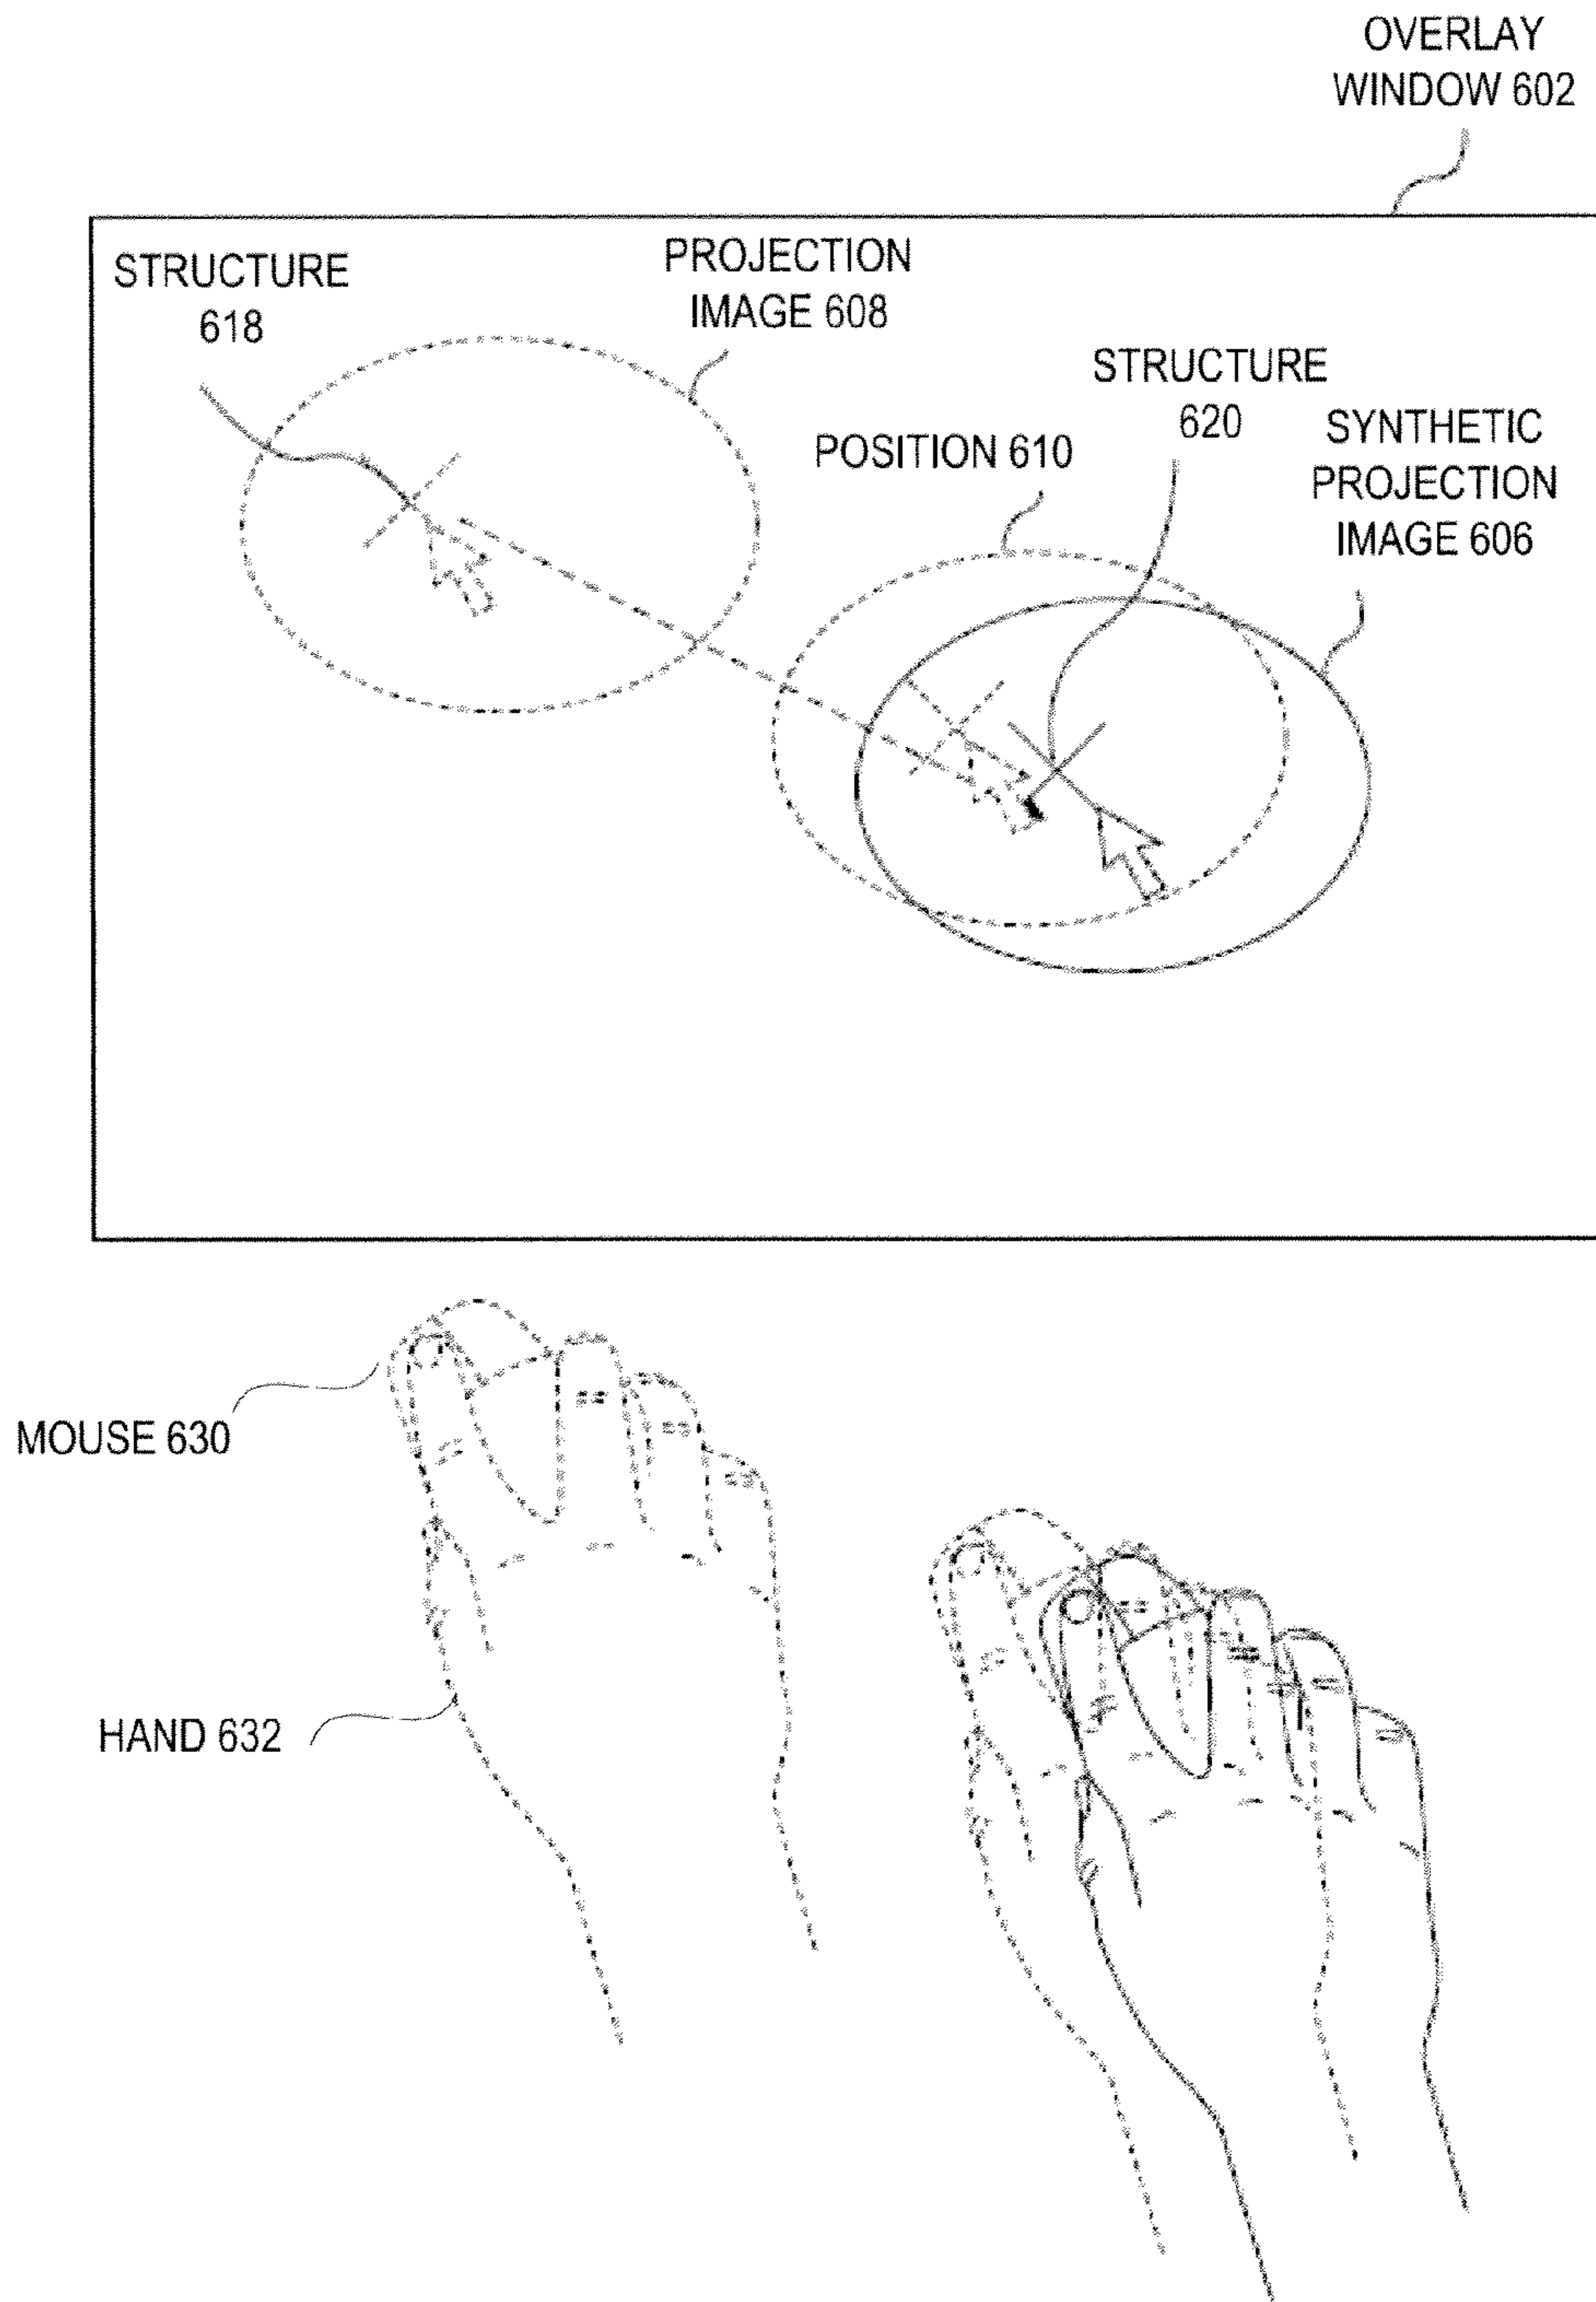 OVERLAY
WINDOW 602
STRUCTURE
618
PROJECTION
IMAGE 608
STRUCTURE
620
POSITION 610
SYNTHETIC
PROJECTION
IMAGE 606
MOUSE 630
HAND 632